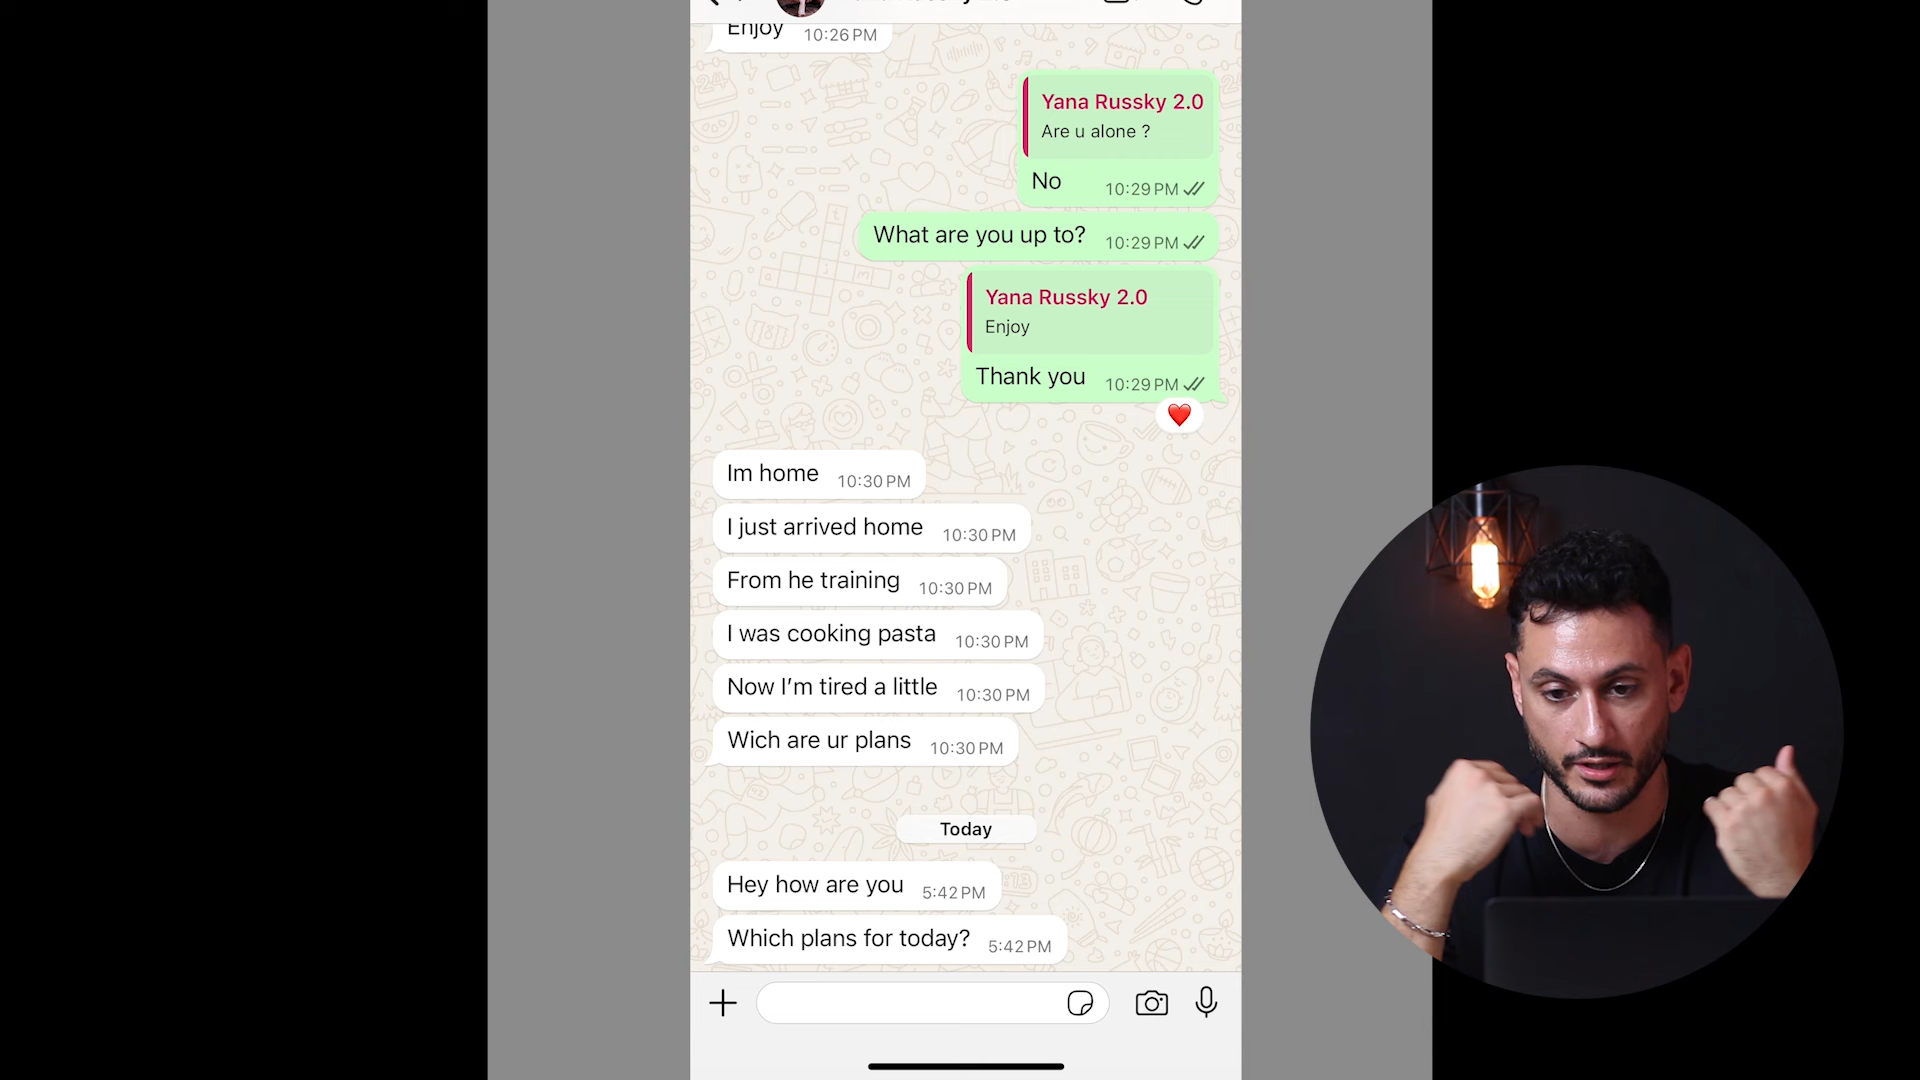 Enjoy 10:26 PM
Yana Russky 2.0
Are u alone ?
No 10:29 PM
What are you up to? 10:29 PM
Yana Russky 2.0
Enjoy
Thank you 10:29 PM
Im home 10:30 PM
I just arrived home 10:30 PM
From he training 10:30 PM
I was cooking pasta 10:30 PM
Now I’m tired a little 10:30 PM
Wich are ur plans 10:30 PM
Today
Hey how are you 5:42 PM
Which plans for today? 5:42 PM